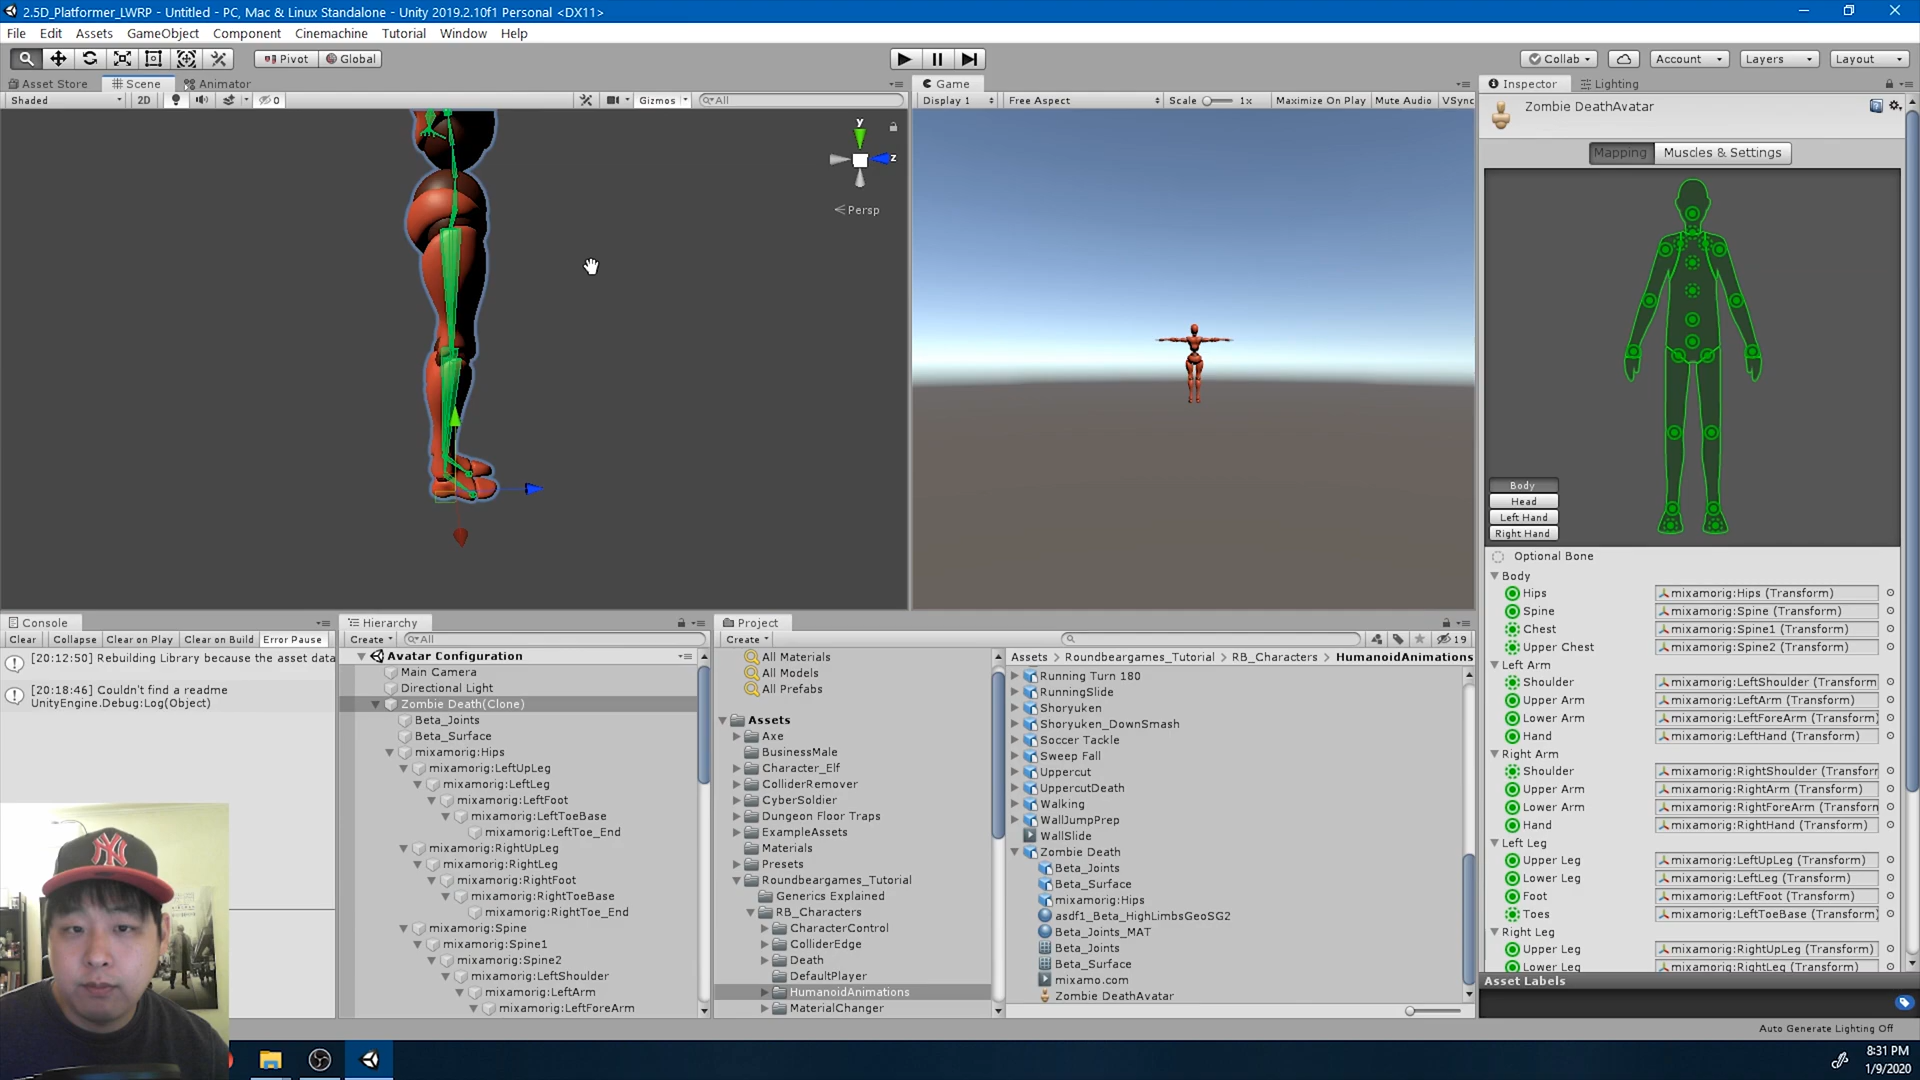 2.5D_Platformer_LWRP - Untitled - PC, Mac & Linux Standalone - Unity 2019.2.10f1 Personal <DX11>
File Edit Assets GameObject Component Cinemachine Tutorial Window Help
Pivot Global Collab Account Layers Layout
Asset Store Scene Animator
Shaded 2D 0 Gizmos All
y
z
Persp
Game
Display 1 Free Aspect Scale 1x Maximize On Play Mute Audio VSync
Inspector Lighting
Zombie DeathAvatar
Mapping Muscles & Settings
Body
Head
Left Hand
Right Hand
Optional Bone
Body
Hips mixamorig:Hips (Transform)
Spine mixamorig:Spine (Transform)
Chest mixamorig:Spine1 (Transform)
Upper Chest mixamorig:Spine2 (Transform)
Left Arm
Shoulder mixamorig:LeftShoulder (Transform
Upper Arm mixamorig:LeftArm (Transform)
Lower Arm mixamorig:LeftForeArm (Transform)
Hand mixamorig:LeftHand (Transform)
Right Arm
Shoulder mixamorig:RightShoulder (Transform
Upper Arm mixamorig:RightArm (Transform)
Lower Arm mixamorig:RightForeArm (Transform
Hand mixamorig:RightHand (Transform)
Left Leg
Upper Leg mixamorig:LeftUpLeg (Transform)
Lower Leg mixamorig:LeftLeg (Transform)
Foot mixamorig:LeftFoot (Transform)
Toes mixamorig:LeftToeBase (Transform)
Right Leg
Upper Leg mixamorig:RightUpLeg (Transform)
Lower Leg mixamorig:RightLeg (Transform)
Asset Labels
Auto Generate Lighting Off
Console
Clear Collapse Clear on Play Clear on Build Error Pause
[20:12:50] Rebuilding Library because the asset data
[20:18:46] Couldn't find a readme
UnityEngine.Debug:Log(Object)
Hierarchy
Create All
Avatar Configuration
Main Camera
Directional Light
Zombie Death(Clone)
Beta_Joints
Beta_Surface
mixamorig:Hips
mixamorig:LeftUpLeg
mixamorig:LeftLeg
mixamorig:LeftFoot
mixamorig:LeftToeBase
mixamorig:LeftToe_End
mixamorig:RightUpLeg
mixamorig:RightLeg
mixamorig:RightFoot
mixamorig:RightToeBase
mixamorig:RightToe_End
mixamorig:Spine
mixamorig:Spine1
mixamorig:Spine2
mixamorig:LeftShoulder
mixamorig:LeftArm
mixamorig:LeftForeArm
Project
Create 19
All Materials
All Models
All Prefabs
Assets
Axe
BusinessMale
Character_Elf
ColliderRemover
CyberSoldier
Dungeon Floor Traps
ExampleAssets
Materials
Presets
Roundbeargames_Tutorial
Generics Explained
RB_Characters
CharacterControl
ColliderEdge
Death
DefaultPlayer
HumanoidAnimations
MaterialChanger
Assets > Roundbeargames_Tutorial > RB_Characters > HumanoidAnimations
Running Turn 180
RunningSlide
Shoryuken
Shoryuken_DownSmash
Soccer Tackle
Sweep Fall
Uppercut
UppercutDeath
Walking
WallJumpPrep
WallSlide
Zombie Death
Beta_Joints
Beta_Surface
mixamorig:Hips
asdf1_Beta_HighLimbsGeoSG2
Beta_Joints_MAT
Beta_Joints
Beta_Surface
mixamo.com
Zombie DeathAvatar
NY
8:31 PM
1/9/2020